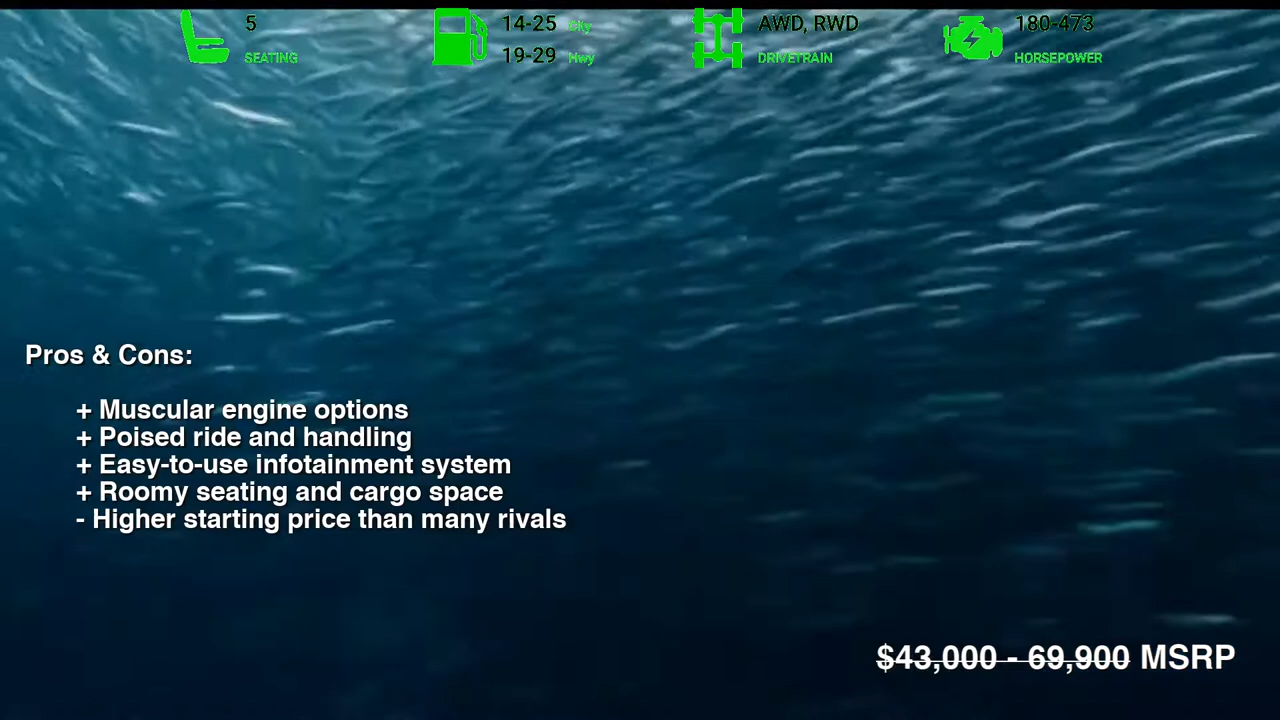 5
SEATING
14-25 City
19-29 Hwy
AWD, RWD
DRIVETRAIN
180-473
HORSEPOWER
Pros & Cons:
+ Muscular engine options
+ Poised ride and handling
+ Easy-to-use infotainment system
+ Roomy seating and cargo space
- Higher starting price than many rivals
$43,000 - 69,900 MSRP